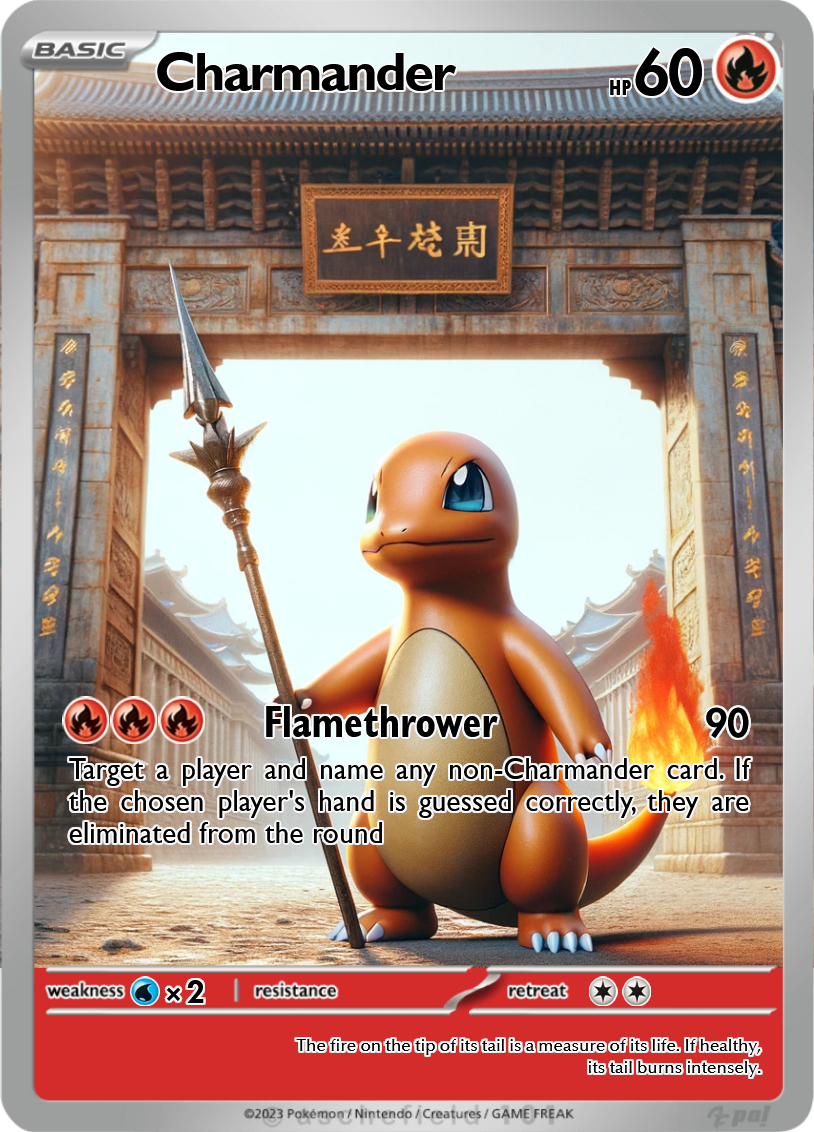 BASIC
Charmander
HP 60
Flamethrower 90
Target a player and name any non-Charmander card. If
the chosen player's hand is guessed correctly, they are
eliminated from the round
weakness ×2 | resistance retreat
The fire on the tip of its tail is a measure of its life. If healthy,
its tail burns intensely.
©2023 Pokémon / Nintendo / Creatures / GAME FREAK